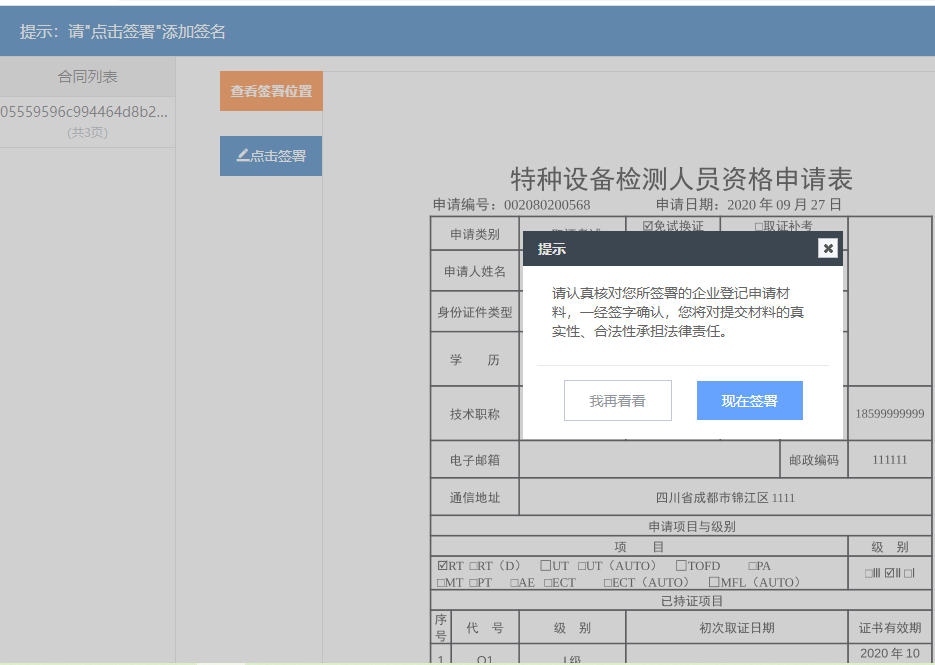 提示：请"点击签署"添加签名
合同列表
05559596c994464d8b2...
(共3页)
查看签署位置
点击签署
特种设备检测人员资格申请表
申请编号：002080200568 申请日期：2020 年 09 月 27 日
申请类别 ☑免试换证 □取证补考
提示
申请人姓名
请认真核对您所签署的企业登记申请材
料，一经签字确认，您将对提交材料的真
实性、合法性承担法律责任。
身份证件类型
学 历
我再看看 现在签署
技术职称 18599999999
电子邮箱 邮政编码 111111
通信地址 四川省成都市锦江区 1111
申请项目与级别
项 目 级 别
☑RT □RT（D） □UT □UT（AUTO） □TOFD □PA
□MT □PT □AE □ECT □ECT（AUTO） □MFL（AUTO）
□Ⅲ ☑Ⅱ □Ⅰ
已持证项目
序号 代 号 级 别 初次取证日期 证书有效期
1 Ⅰ级 2020 年 10